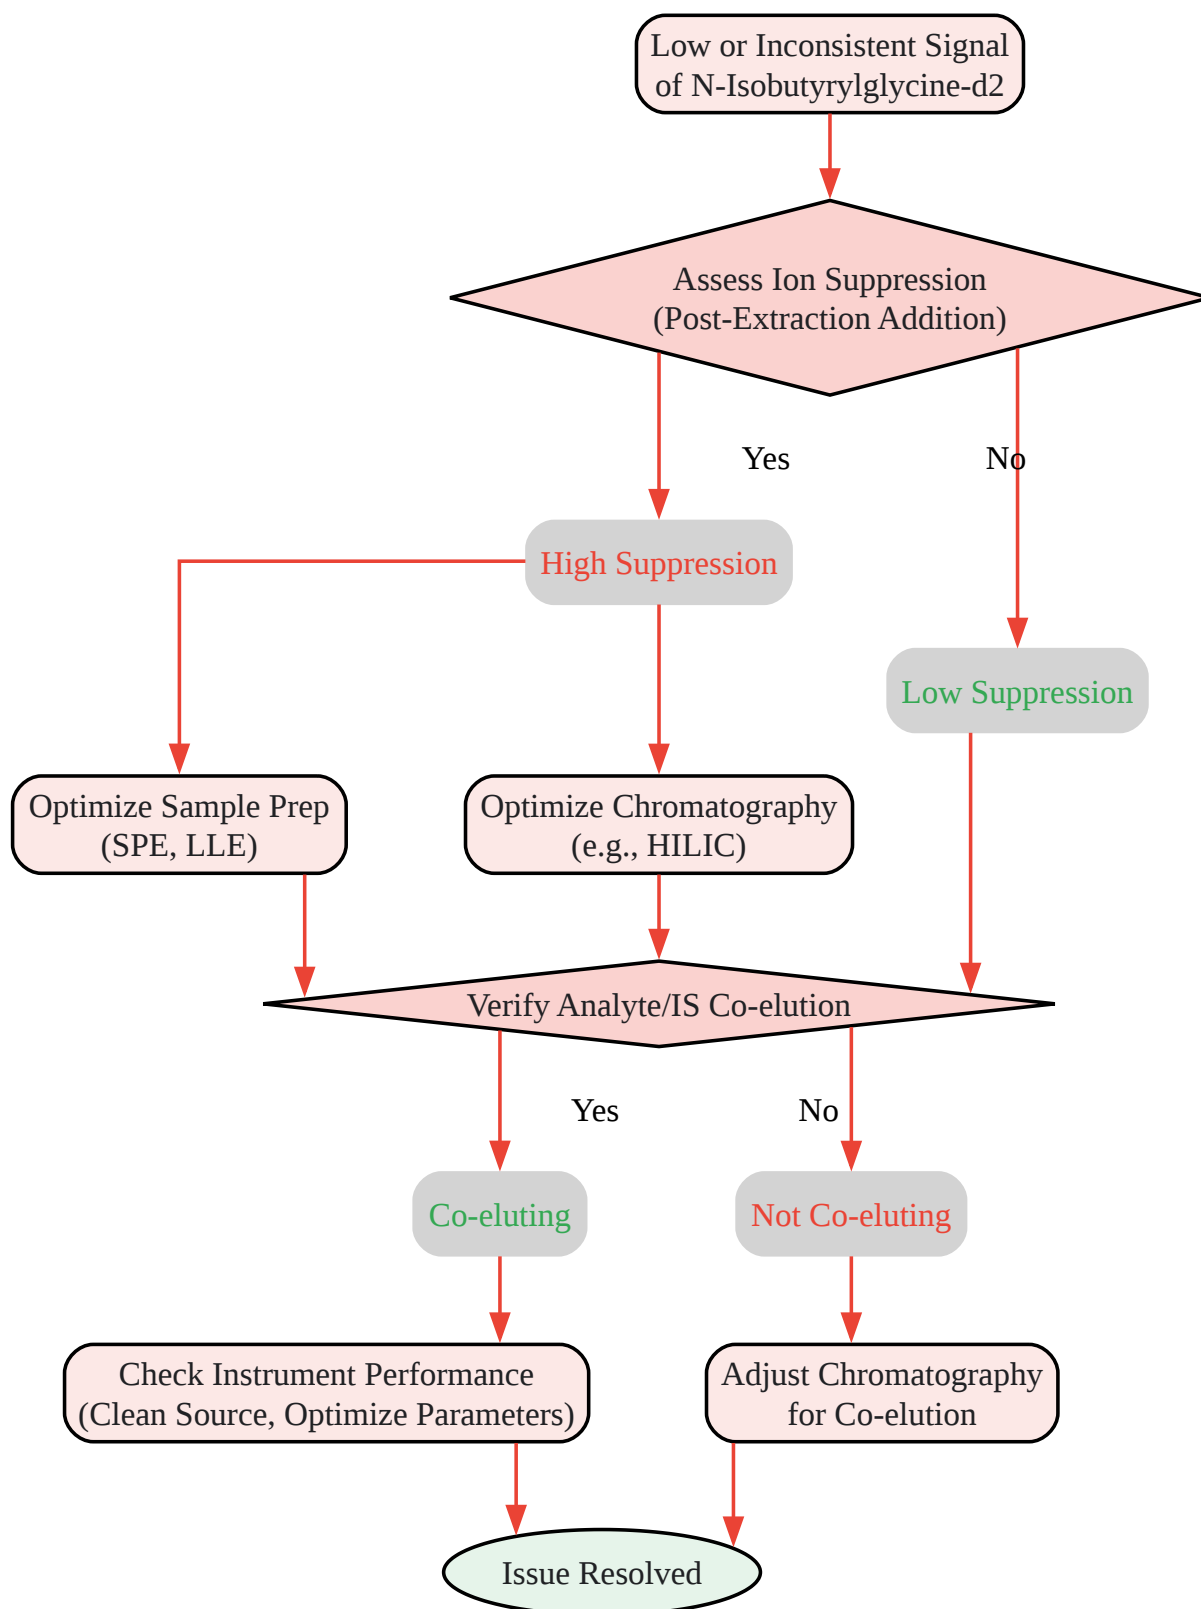 Low or Inconsistent Signal
of N-Isobutyrylglycine-d2
Assess Ion Suppression
(Post-Extraction Addition)
Yes
No
High Suppression
Low Suppression
Optimize Sample Prep
(SPE, LLE)
Optimize Chromatography
(e.g., HILIC)
Verify Analyte/IS Co-elution
Yes
No
Co-eluting
Not Co-eluting
Check Instrument Performance
(Clean Source, Optimize Parameters)
Adjust Chromatography
for Co-elution
Issue Resolved